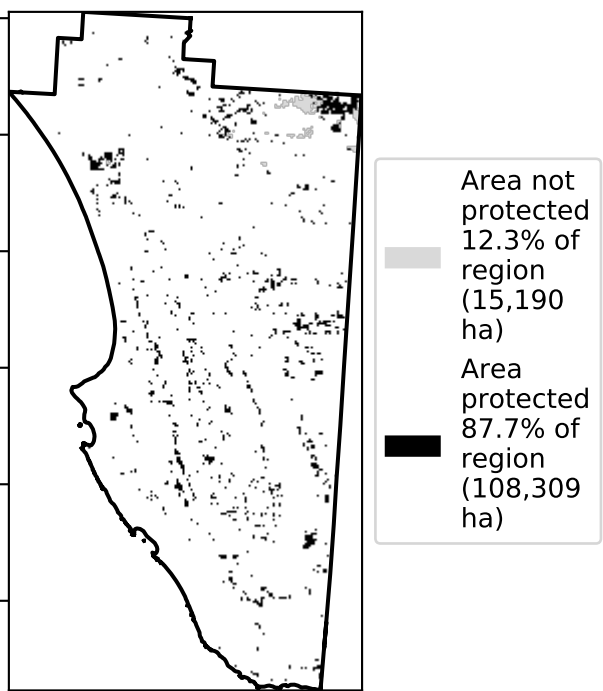 Area not
protected
12.3% of
region
(15,190
ha)
Area
protected
87.7% of
region
(108,309
ha)